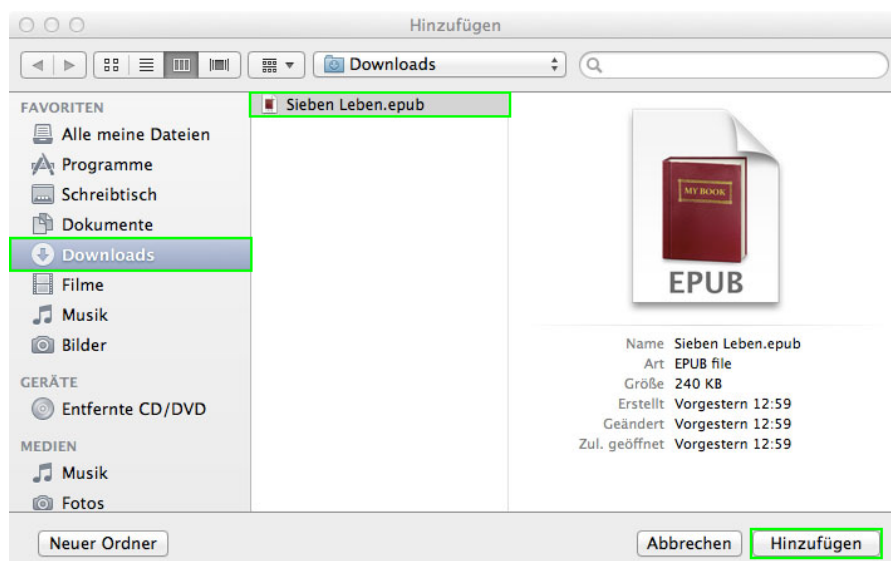 Hinzufügen
Downloads
FAVORITEN
Alle meine Dateien
Programme
Schreibtisch
Dokumente
Downloads
Filme
Musik
Bilder
GERÄTE
Entfernte CD/DVD
MEDIEN
Musik
Fotos
Sieben Leben.epub
MY BOOK
EPUB
Name Sieben Leben.epub
Art EPUB file
Größe 240 KB
Erstellt Vorgestern 12:59
Geändert Vorgestern 12:59
Zul. geöffnet Vorgestern 12:59
Neuer Ordner
Abbrechen
Hinzufügen